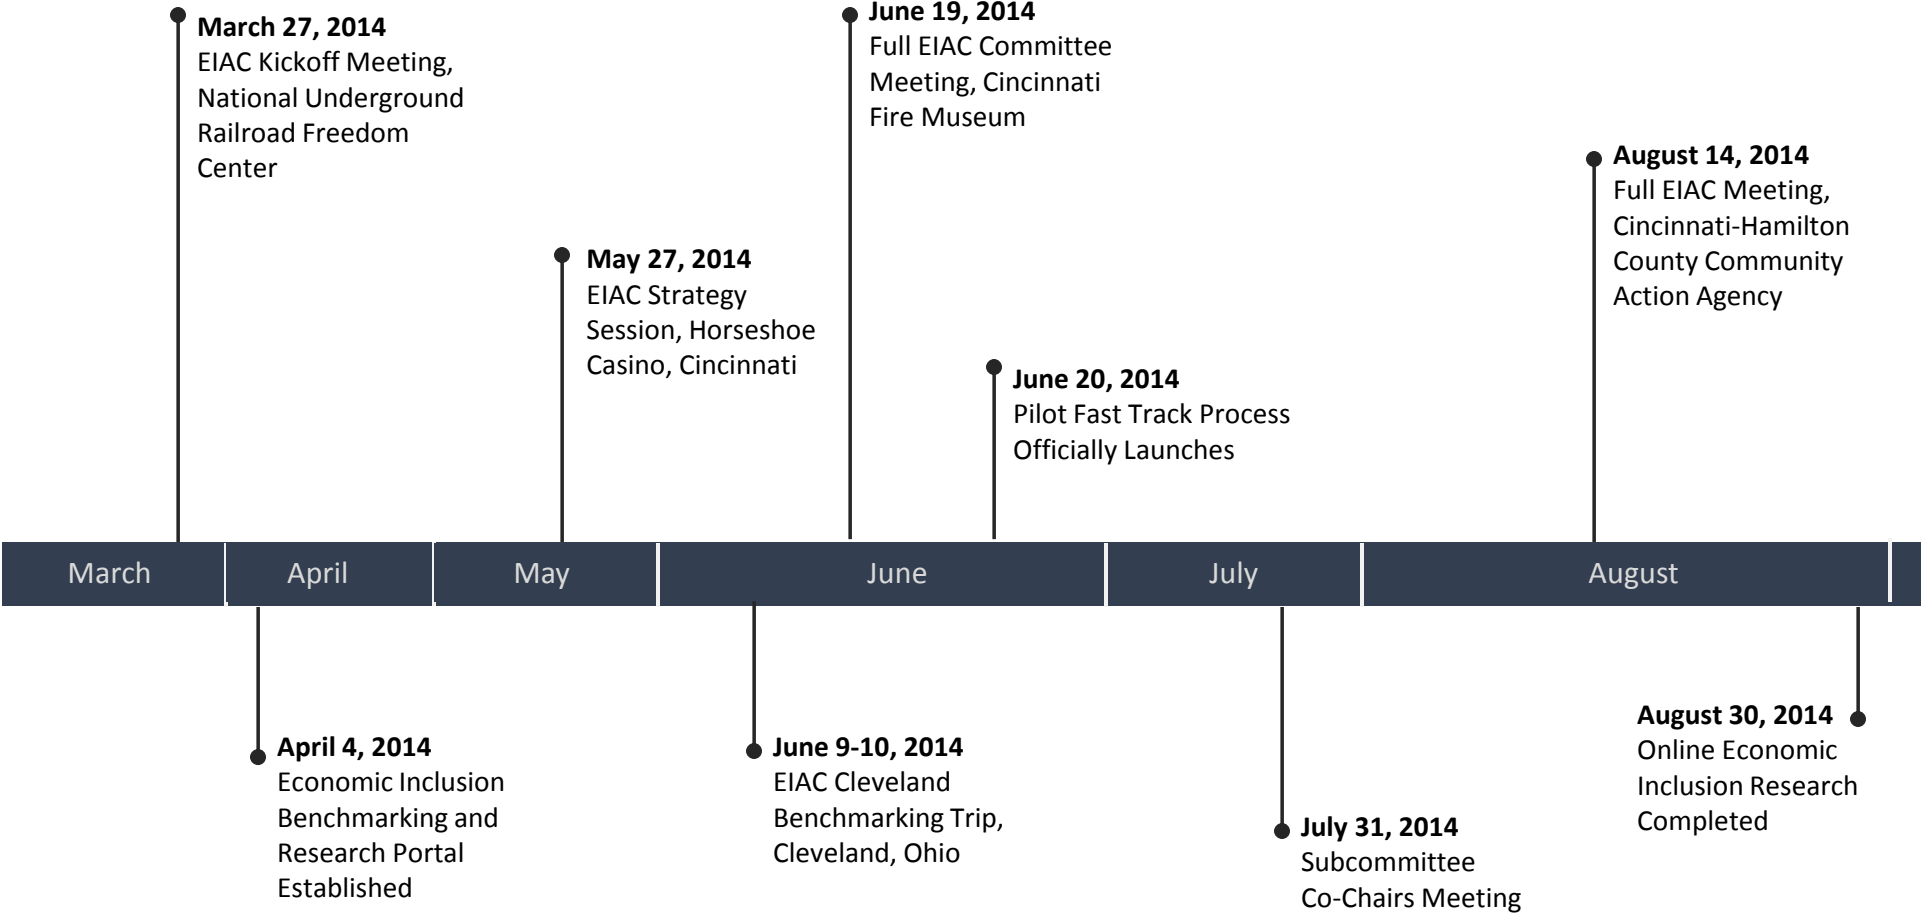 March 27, 2014
EIAC Kickoff Meeting,
National Underground
Railroad Freedom
Center
June 19, 2014
Full EIAC Committee
Meeting, Cincinnati
Fire Museum
August 14, 2014
Full EIAC Meeting,
Cincinnati-Hamilton
County Community
Action Agency
May 27, 2014
EIAC Strategy
Session, Horseshoe
Casino, Cincinnati
June 20, 2014
Pilot Fast Track Process
Officially Launches
March
April
May
June
July
August
April 4, 2014
Economic Inclusion
Benchmarking and
Research Portal
Established
June 9-10, 2014
EIAC Cleveland
Benchmarking Trip,
Cleveland, Ohio
July 31, 2014
Subcommittee
Co-Chairs Meeting
August 30, 2014
Online Economic
Inclusion Research
Completed